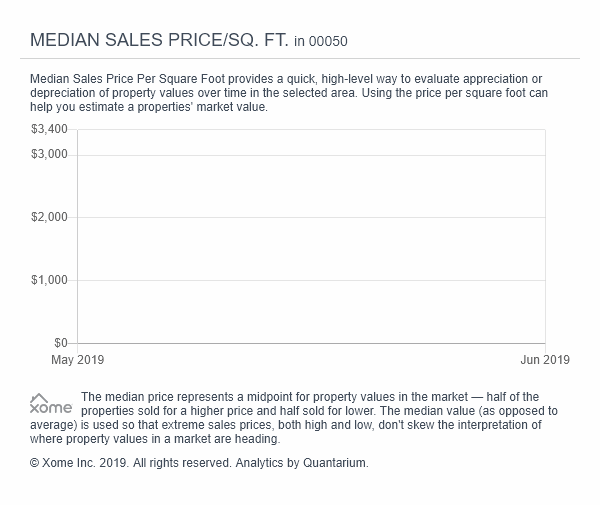 MEDIAN SALES PRICE/SQ. FT. in 00050
Median Sales Price Per Square Foot provides a quick, high-level way to evaluate appreciation or
depreciation of property values over time in the selected area. Using the price per square foot can
help you estimate a properties' market value.
$3,400
$3,000
$2,000
$1,000
$0
May 2019 Jun 2019
xome The median price represents a midpoint for property values in the market — half of the
properties sold for a higher price and half sold for lower. The median value (as opposed to
average) is used so that extreme sales prices, both high and low, don't skew the interpretation of
where property values in a market are heading.
© Xome Inc. 2019. All rights reserved. Analytics by Quantarium.